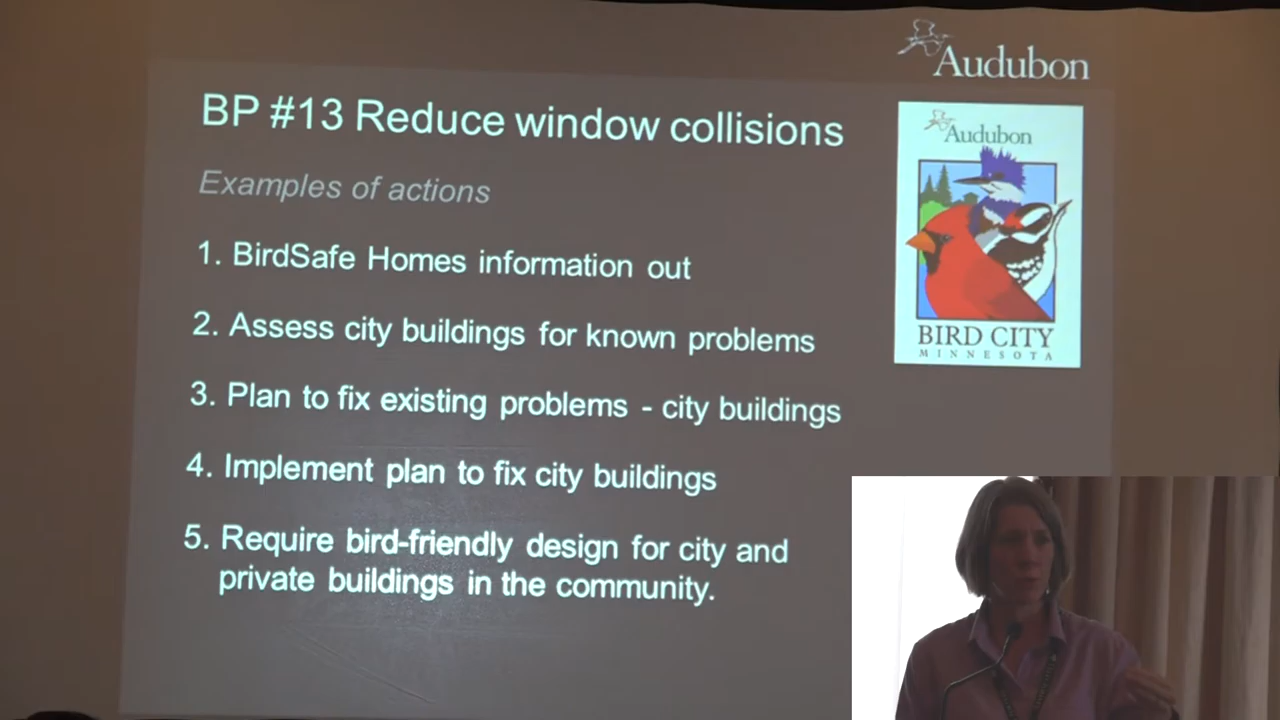 Audubon
BP #13 Reduce window collisions
Audubon
Examples of actions
1. BirdSafe Homes information out
2. Assess city buildings for known problems
BIRD CITY
MINNESOTA
3. Plan to fix existing problems - city buildings
4. Implement plan to fix city buildings
5. Require bird-friendly design for city and
private buildings in the community.